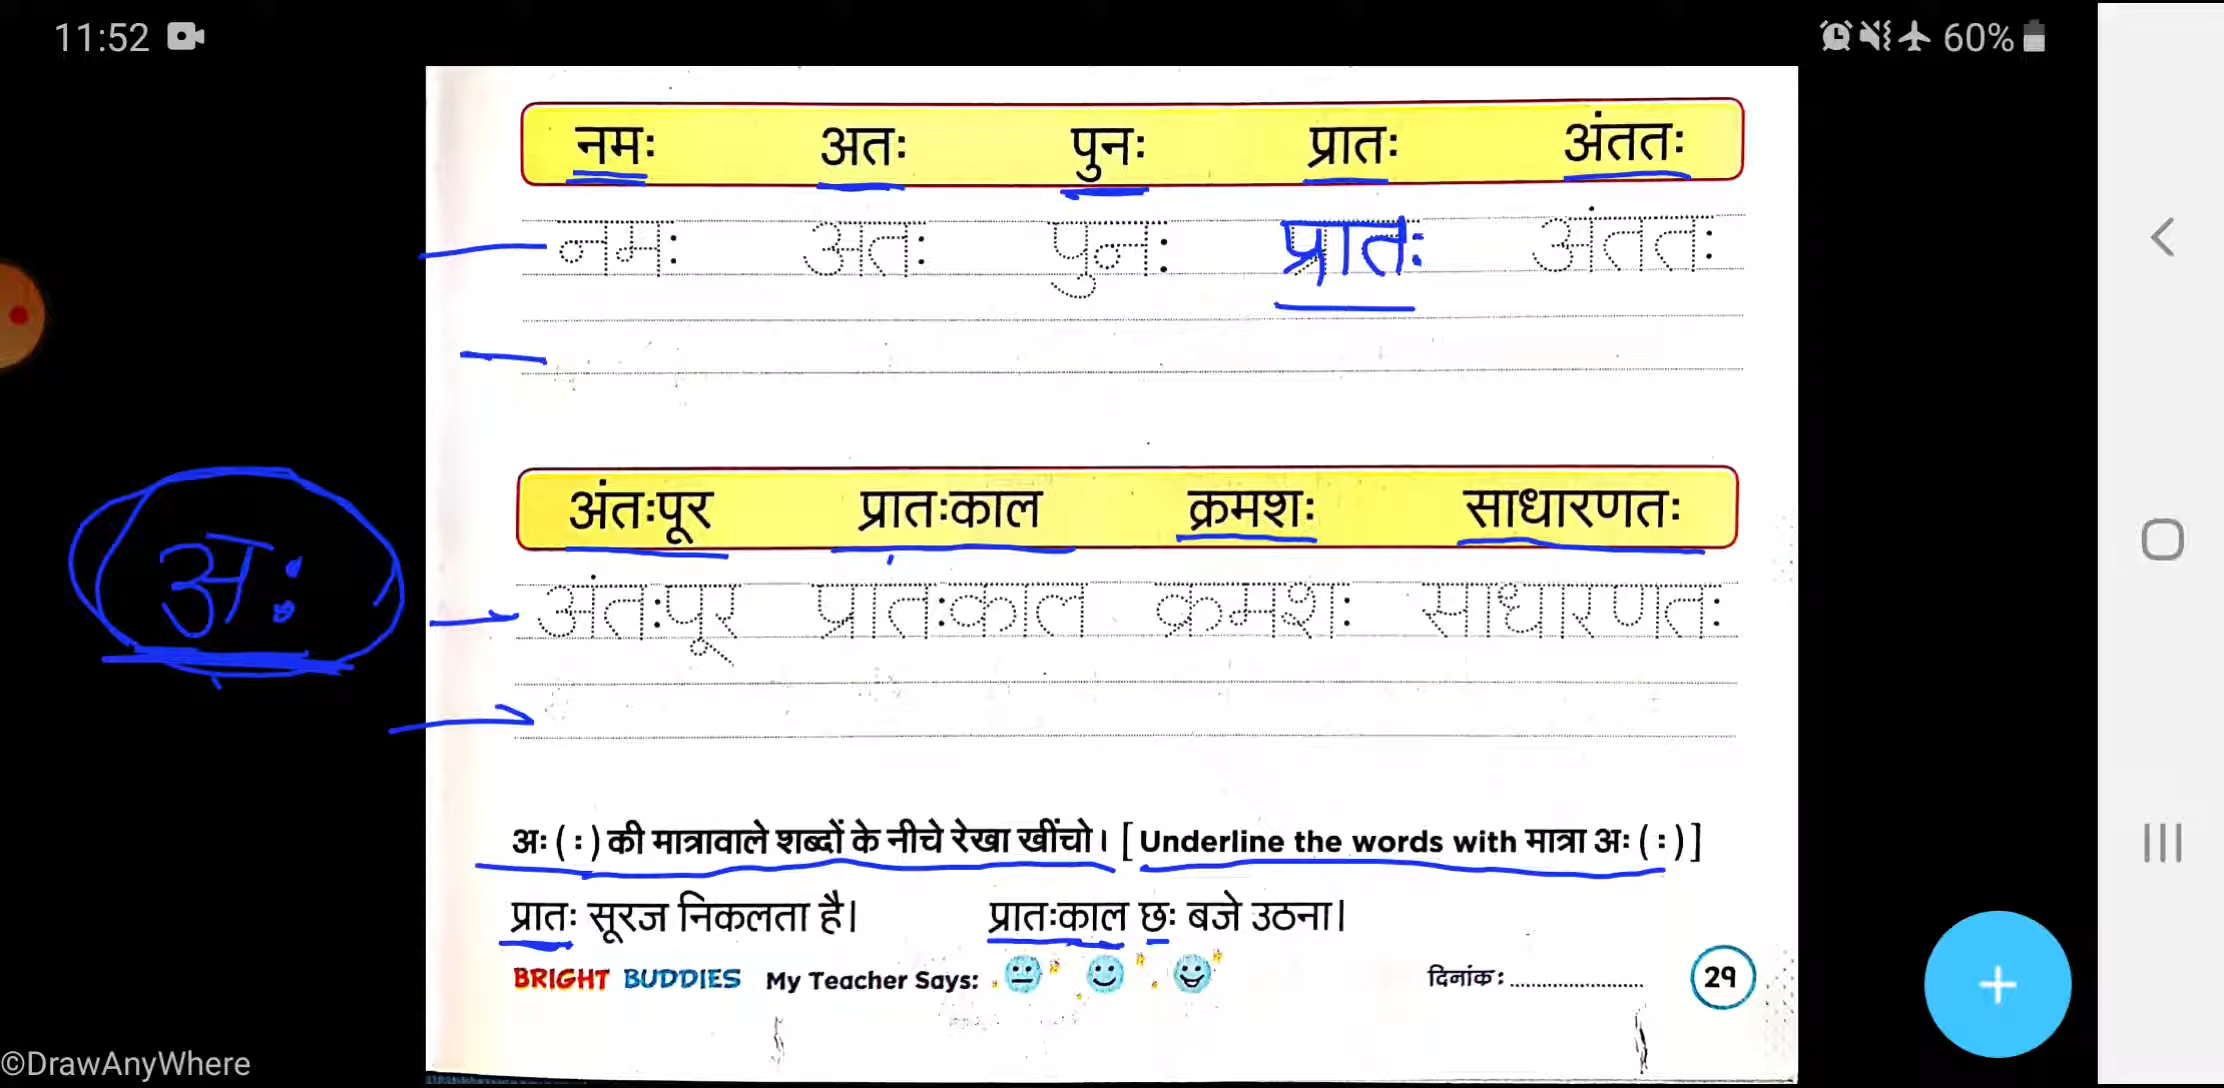 11:52 60%
नमः अतः पुनः प्रातः अंततः
नमः अतः पुनः प्रातः अंततः
अंतःपूर प्रातःकाल क्रमशः साधारणतः
अः
अंतःपूर प्रातःकाल क्रमशः साधारणतः
अः (ः) की मात्रावाले शब्दों के नीचे रेखा खींचो। [Underline the words with मात्रा अः (ः)]
प्रातः सूरज निकलता है। प्रातःकाल छः बजे उठना।
BRIGHT BUDDIES My Teacher Says: दिनांक: ........................ 29
©DrawAnyWhere